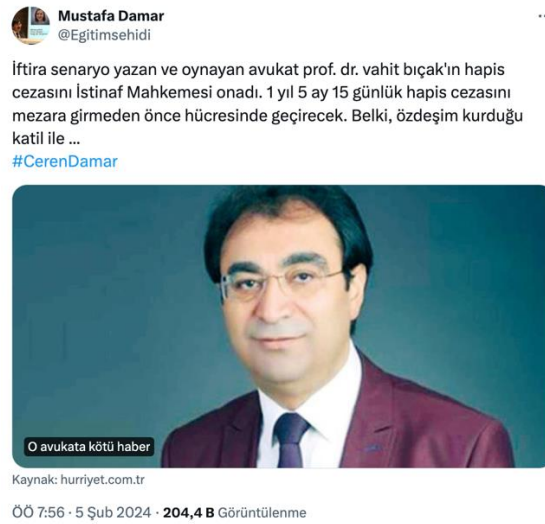 Mustafa Damar
@Egitimsehidi
İftira senaryo yazan ve oynayan avukat prof. dr. vahit bıçak'ın hapis
cezasını İstinaf Mahkemesi onadı. 1 yıl 5 ay 15 günlük hapis cezasını
mezara girmeden önce hücresinde geçirecek. Belki, özdeşim kurduğu
katil ile ...
#CerenDamar
O avukata kötü haber
Kaynak: hurriyet.com.tr
ÖÖ 7:56 · 5 Şub 2024 · 204,4 B Görüntülenme